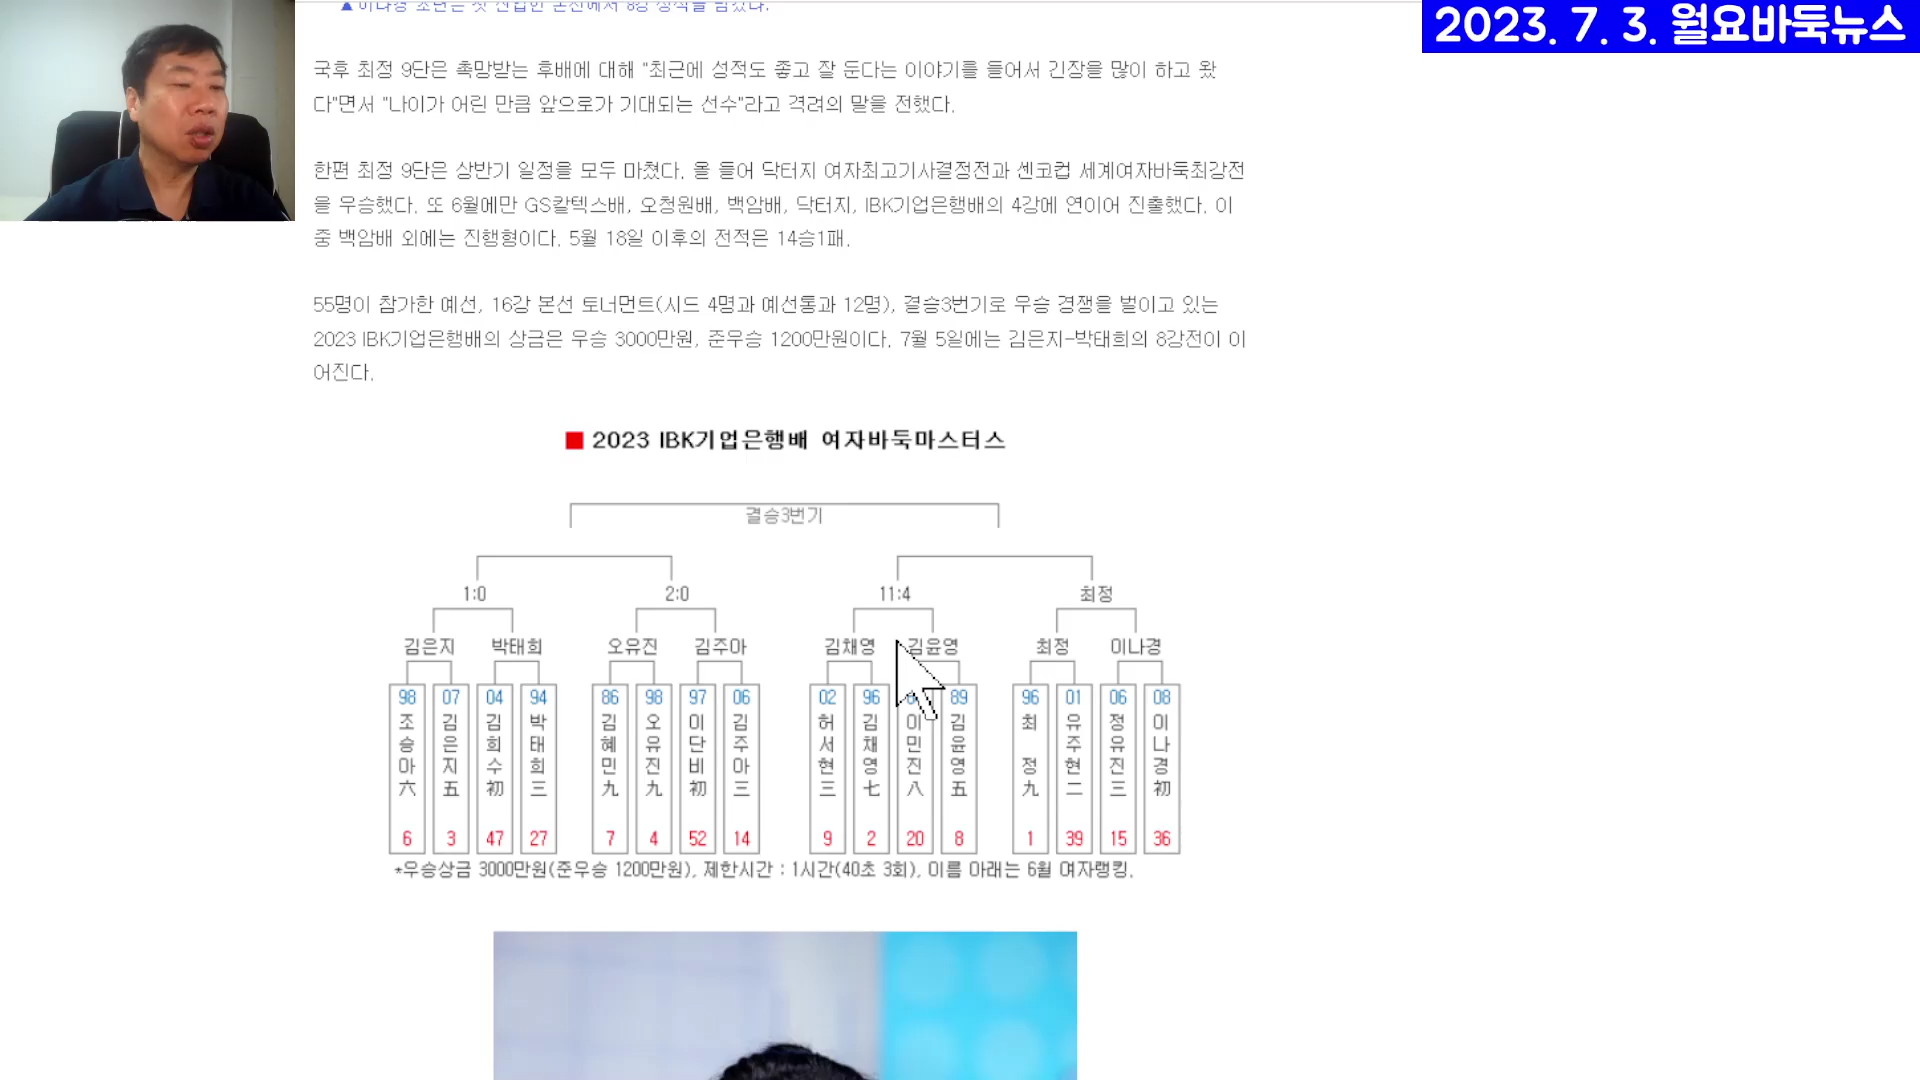 2023. 7. 3. 월요바둑뉴스
국후 최정 9단은 촉망받는 후배에 대해 "최근에 성적도 좋고 잘 둔다는 이야기를 들어서 긴장을 많이 하고 왔
다"면서 "나이가 어린 만큼 앞으로가 기대되는 선수"라고 격려의 말을 전했다.
한편 최정 9단은 상반기 일정을 모두 마쳤다. 올 들어 닥터지 여자최고기사결정전과 센코컵 세계여자바둑최강전
을 우승했다. 또 6월에만 GS칼텍스배, 오청원배, 백암배, 닥터지, IBK기업은행배의 4강에 연이어 진출했다. 이
중 백암배 외에는 진행형이다. 5월 18일 이후의 전적은 14승1패.
55명이 참가한 예선, 16강 본선 토너먼트(시드 4명과 예선통과 12명), 결승3번기로 우승 경쟁을 벌이고 있는
2023 IBK기업은행배의 상금은 우승 3000만원, 준우승 1200만원이다. 7월 5일에는 김은지-박태희의 8강전이 이
어진다.
■ 2023 IBK기업은행배 여자바둑마스터스
결승3번기
1:0 2:0 11:4 최정
김은지 박태희 오유진 김주아 김채영 김윤영 최정 이나경
98 07 04 94 86 98 97 06 02 96 89 96 01 06 08
조승아六 김은지五 김희수初 박태희三 김혜민九 오유진九 이단비初 김주아三 허서현三 김채영七 이민진八 김윤영五 최정九 유주현二 정유진三 이나경初
6 3 47 27 7 4 52 14 9 2 20 8 1 39 15 36
*우승상금 3000만원(준우승 1200만원), 제한시간 : 1시간(40초 3회), 이름 아래는 6월 여자랭킹.